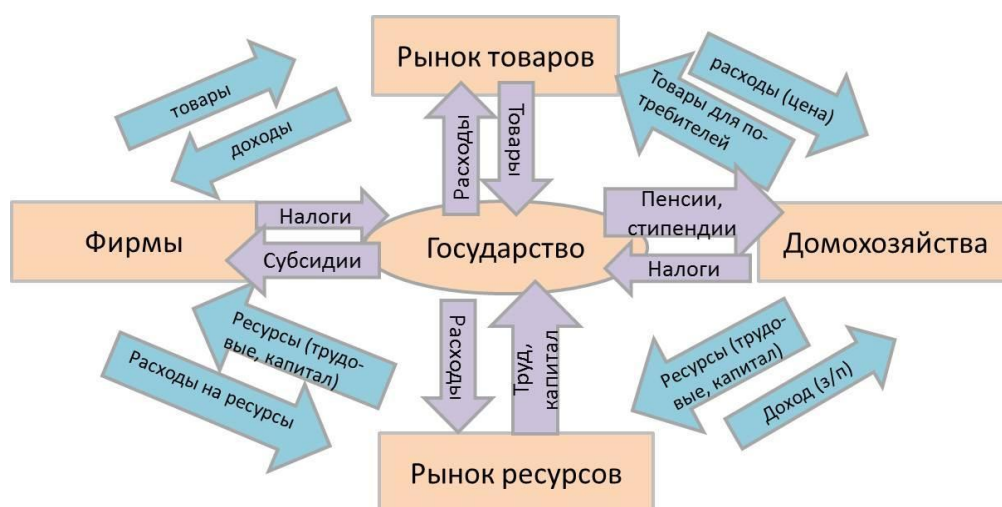 Рынок товаров
товары
доходы
расходы (цена)
Товары для по-
требителей
Расходы
Товары
Фирмы
Налоги
Субсидии
Государство
Пенсии,
стипендии
Налоги
Домохозяйства
Ресурсы (трудо-
вые, капитал)
Расходы на ресурсы
Расходы
Труд,
капитал
Ресурсы (трудо-
вые, капитал)
Доход (з/п)
Рынок ресурсов